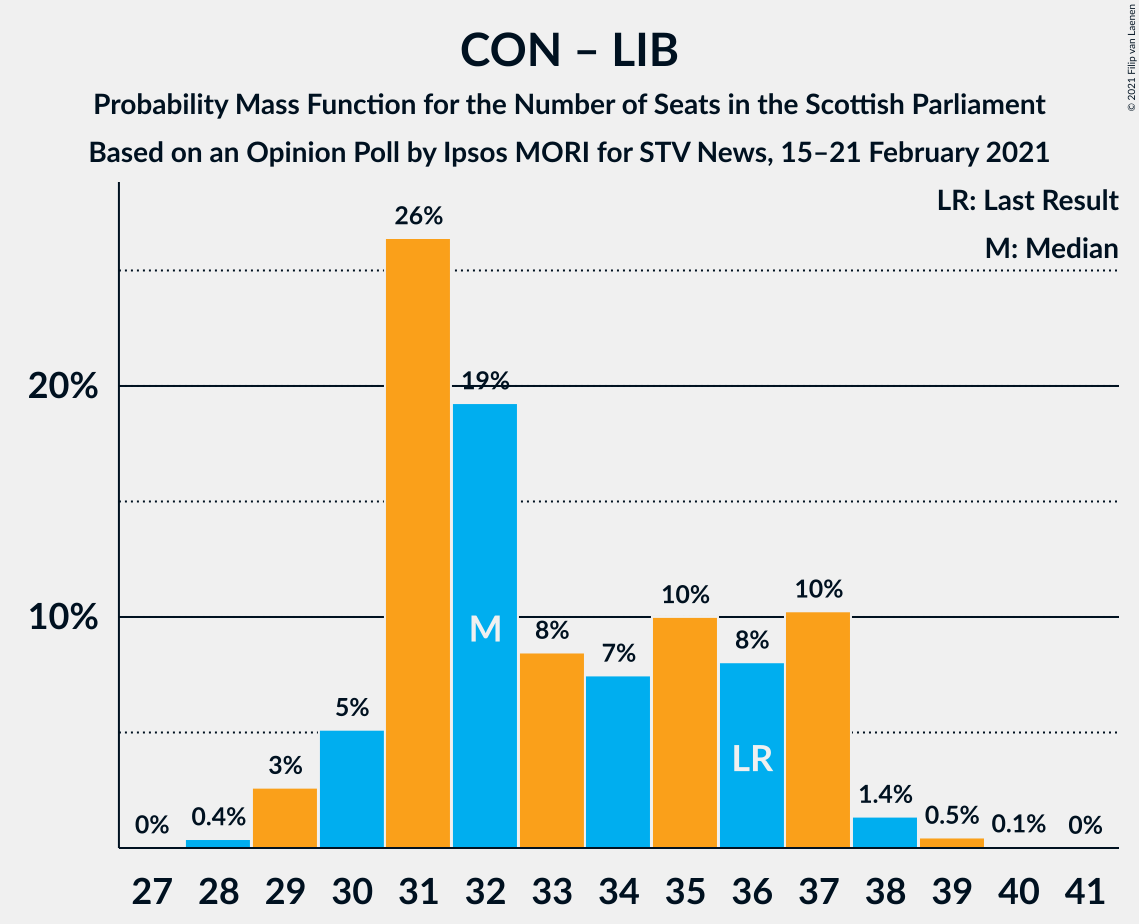 CON – LIB
Probability Mass Function for the Number of Seats in the Scottish Parliament
Based on an Opinion Poll by Ipsos MORI for STV News, 15–21 February 2021
© 2021 Filip van Laenen
LR: Last Result
M: Median
20%
10%
0%
0.4%
3%
5%
26%
19%
8%
7%
10%
8%
10%
1.4%
0.5%
0.1%
0%
M
LR
27 28 29 30 31 32 33 34 35 36 37 38 39 40 41